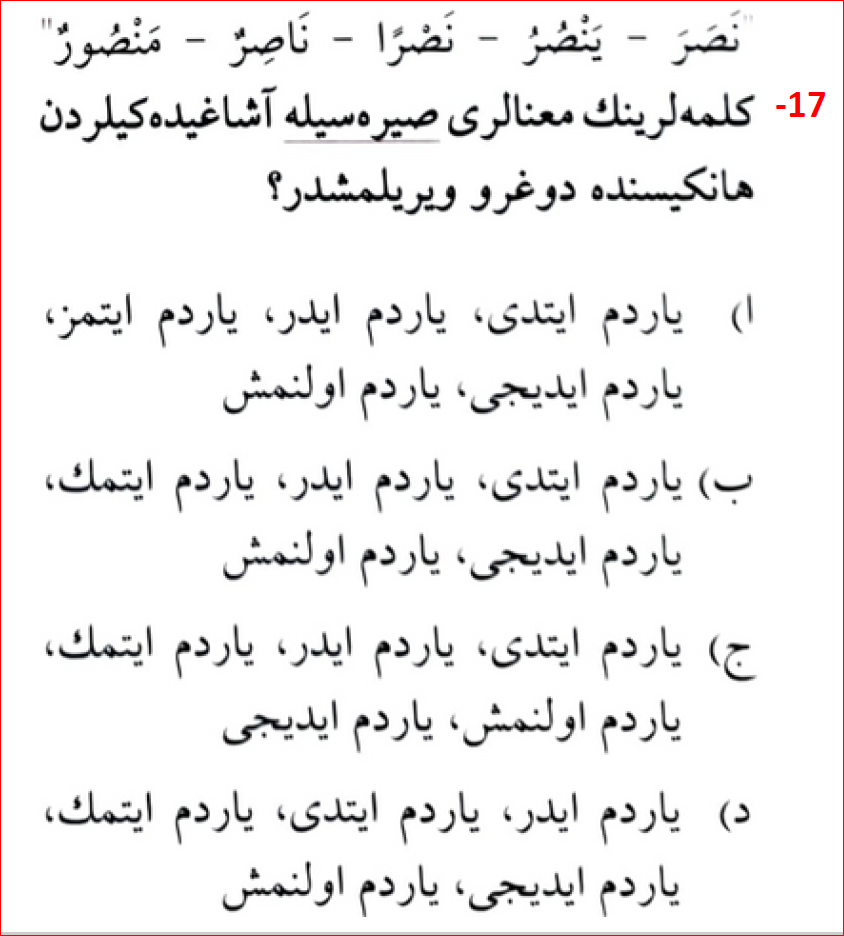 "نَصَرَ - يَنْصُرُ - نَصْرًا - نَاصِرٌ - مَنْصُورٌ"
17- كلمه‌لرينك معنالرى صيره‌سيله آشاغيده‌كيلردن
هانكيسنده دوغرو ويريلمشدر؟
ا) ياردم ايتدى، ياردم ايدر، ياردم ايتمز،
ياردم ايديجى، ياردم اولنمش
ب) ياردم ايتدى، ياردم ايدر، ياردم ايتمك،
ياردم ايديجى، ياردم اولنمش
ج) ياردم ايتدى، ياردم ايدر، ياردم ايتمك،
ياردم اولنمش، ياردم ايديجى
د) ياردم ايدر، ياردم ايتدى، ياردم ايتمك،
ياردم ايديجى، ياردم اولنمش